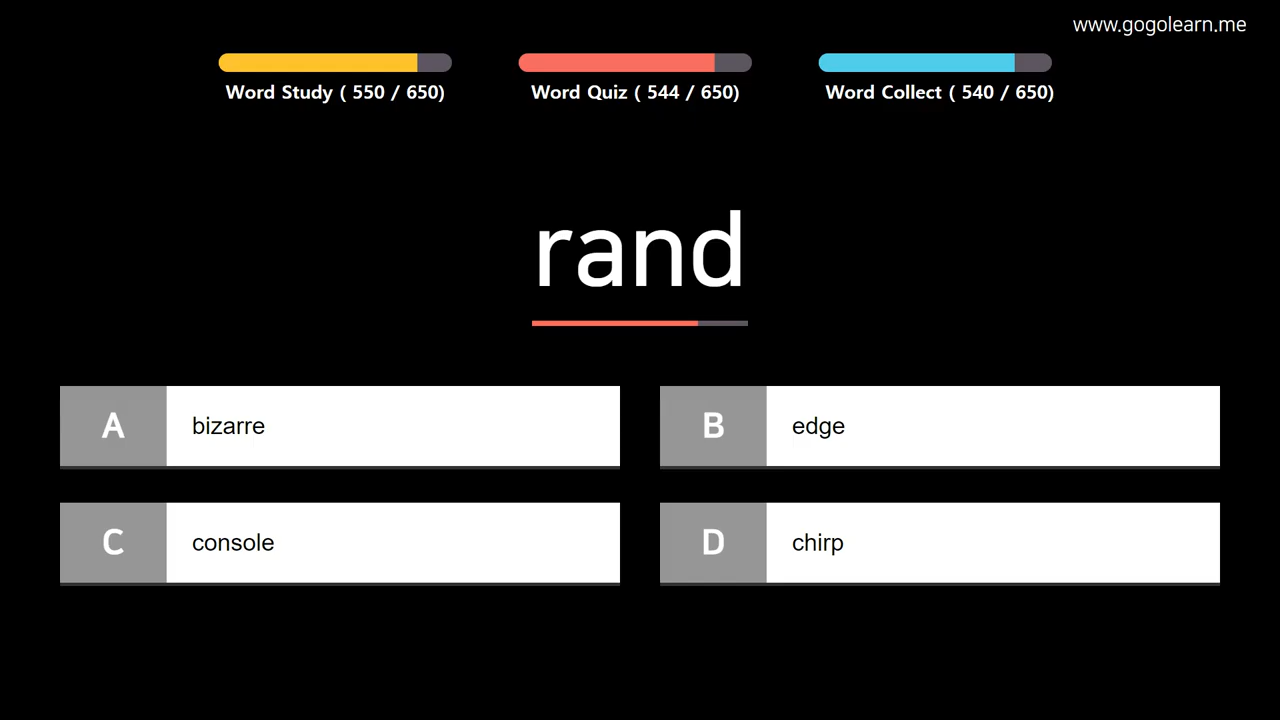 www.gogolearn.me
Word Study ( 550 / 650)
Word Quiz ( 544 / 650)
Word Collect ( 540 / 650)
rand
A bizarre
B edge
C console
D chirp